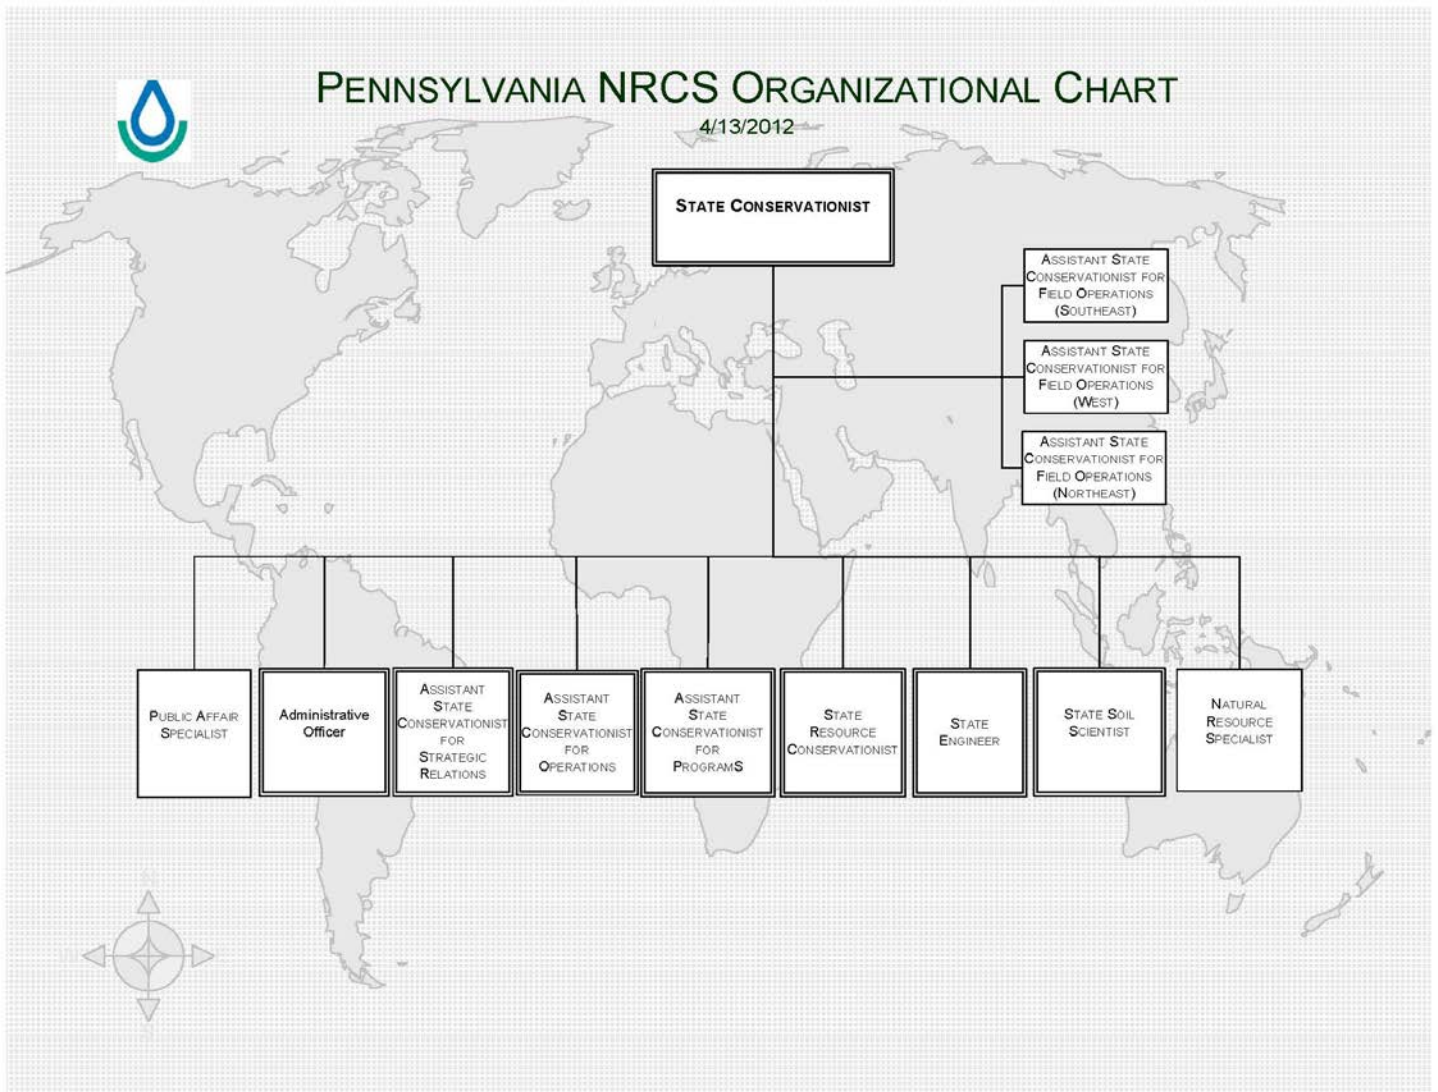 PENNSYLVANIA NRCS ORGANIZATIONAL CHART
4/13/2012
STATE CONSERVATIONIST
ASSISTANT STATE
CONSERVATIONIST FOR
FIELD OPERATIONS
(SOUTHEAST)
ASSISTANT STATE
CONSERVATIONIST FOR
FIELD OPERATIONS
(WEST)
ASSISTANT STATE
CONSERVATIONIST FOR
FIELD OPERATIONS
(NORTHEAST)
PUBLIC AFFAIR
SPECIALIST
Administrative
Officer
ASSISTANT
STATE
CONSERVATIONIST
FOR
STRATEGIC
RELATIONS
ASSISTANT
STATE
CONSERVATIONIST
FOR
OPERATIONS
ASSISTANT
STATE
CONSERVATIONIST
FOR
PROGRAMS
STATE
RESOURCE
CONSERVATIONIST
STATE
ENGINEER
STATE SOIL
SCIENTIST
NATURAL
RESOURCE
SPECIALIST